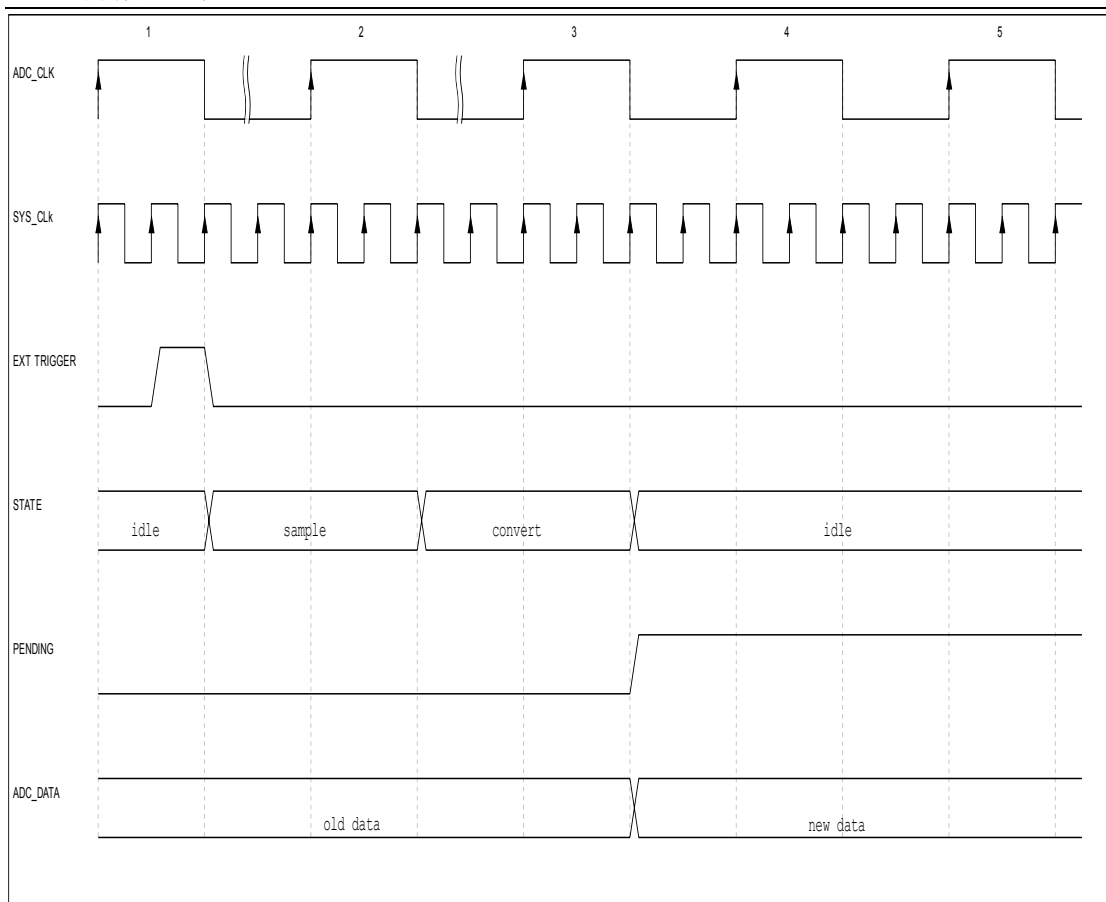 1 2 3 4 5
ADC_CLK
SYS_CLk
EXT TRIGGER
STATE
idle sample convert idle
PENDING
ADC_DATA
old data new data